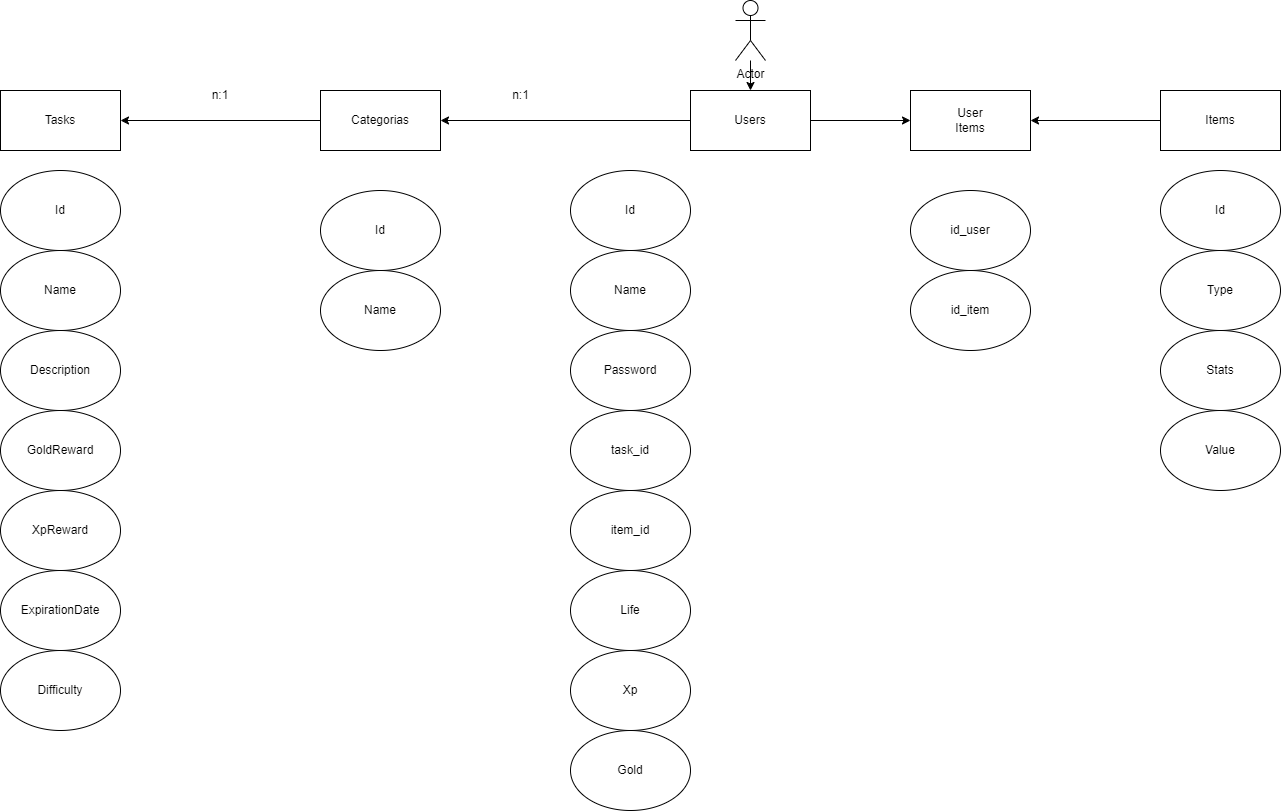 Actor
n:1
n:1
Tasks
Categorias
Users
User
Items
Items
Id
Name
Description
GoldReward
XpReward
ExpirationDate
Difficulty
Id
Name
Id
Name
Password
task_id
item_id
Life
Xp
Gold
id_user
id_item
Id
Type
Stats
Value